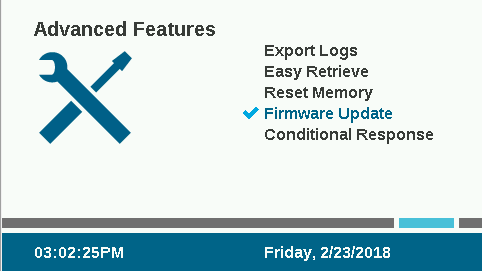 Advanced Features
Export Logs
Easy Retrieve
Reset Memory
Firmware Update
Conditional Response
03:02:25PM
Friday, 2/23/2018